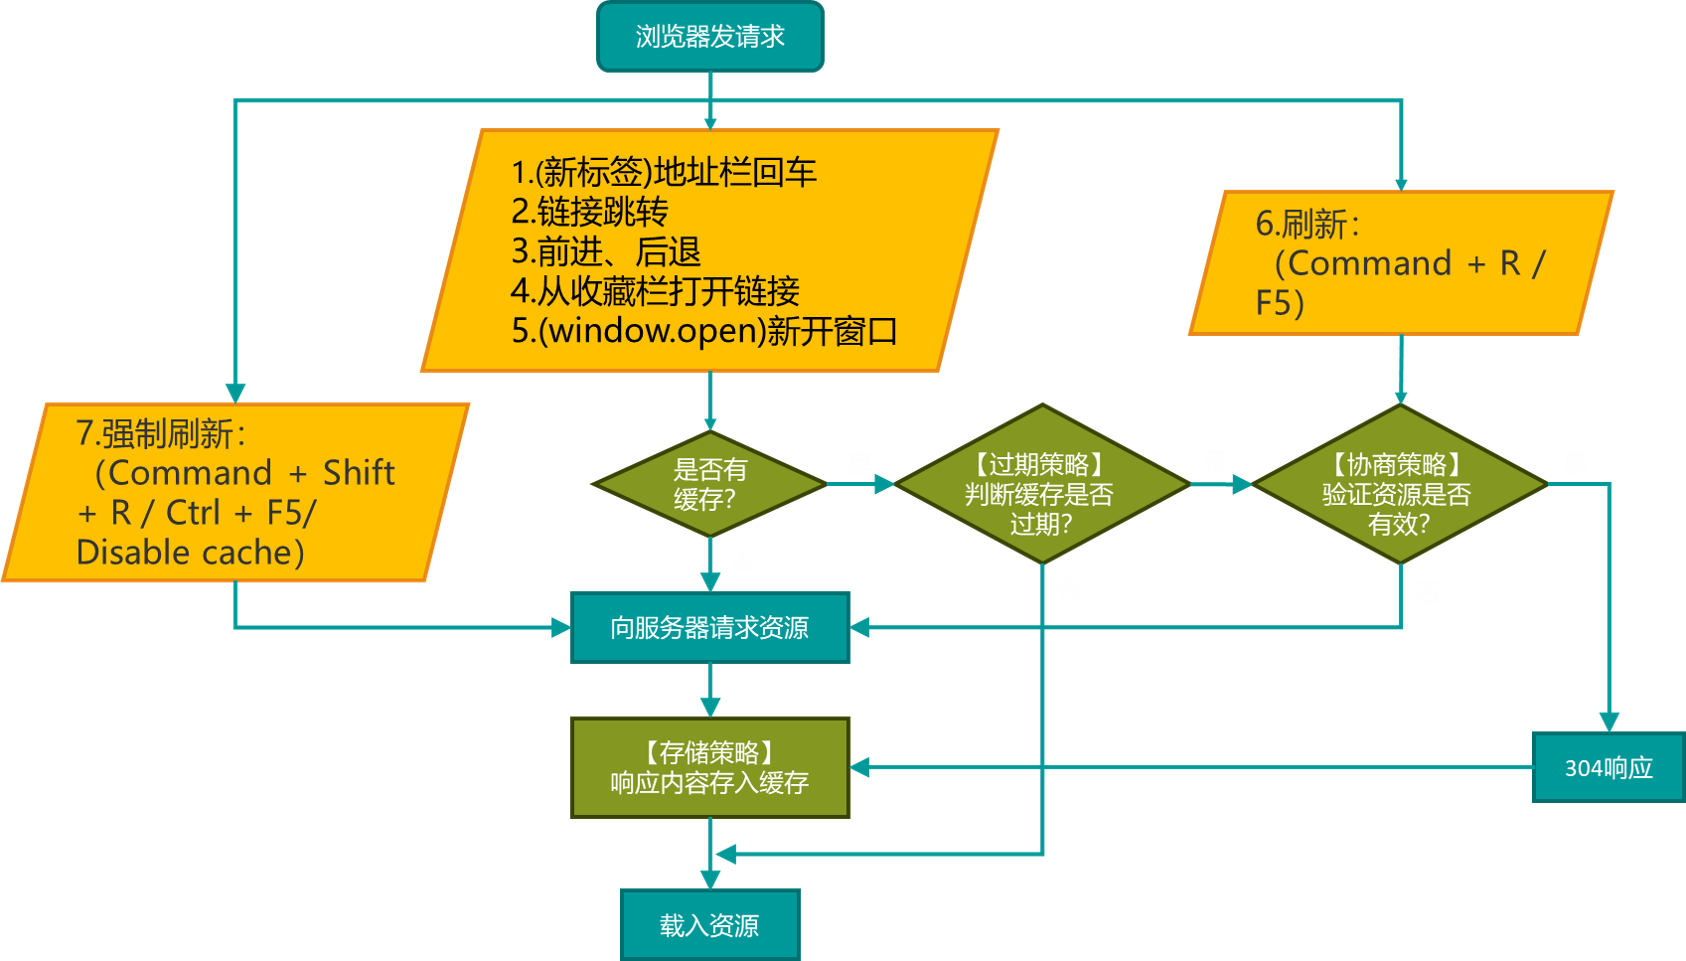 浏览器发请求
1.(新标签)地址栏回车
2.链接跳转
3.前进、后退
4.从收藏栏打开链接
5.(window.open)新开窗口
6.刷新：
（Command + R /
F5）
7.强制刷新：
（Command + Shift
+ R / Ctrl + F5/
Disable cache）
是否有
缓存？
【过期策略】
判断缓存是否
过期？
【协商策略】
验证资源是否
有效？
向服务器请求资源
【存储策略】
响应内容存入缓存
304响应
载入资源